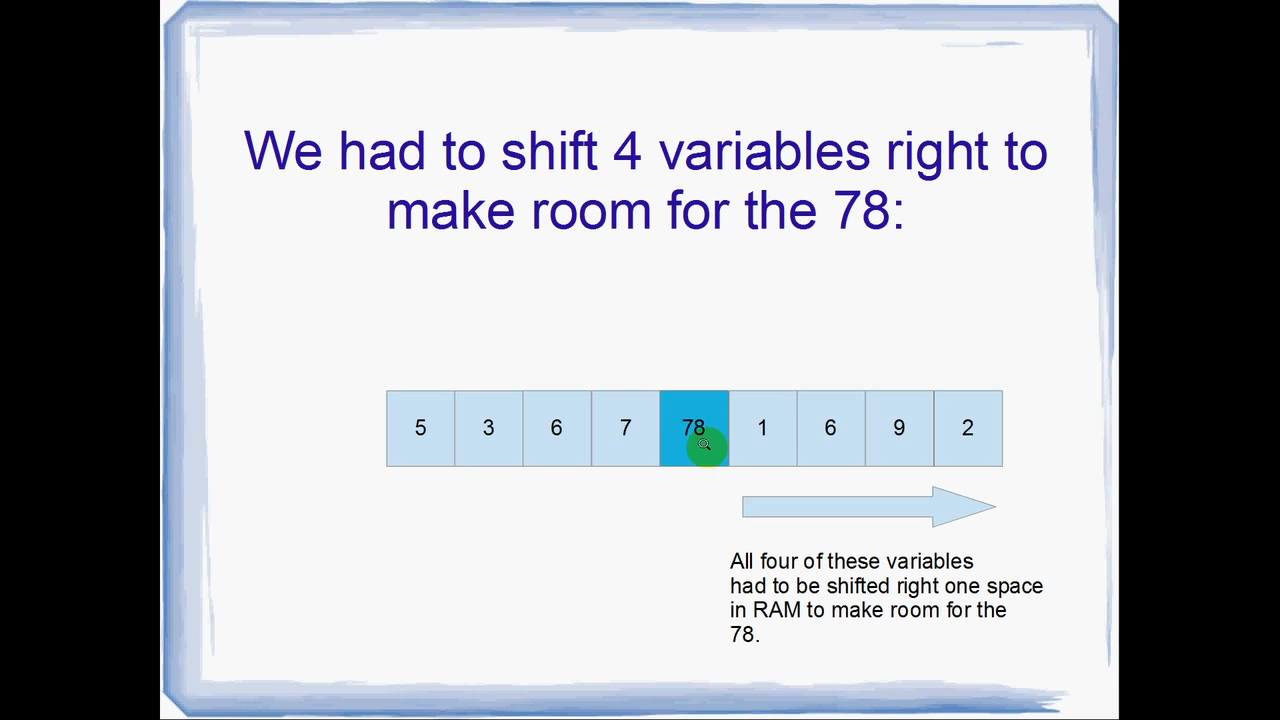 We had to shift 4 variables right to
make room for the 78:
5 3 6 7 78 1 6 9 2
All four of these variables
had to be shifted right one space
in RAM to make room for the
78.